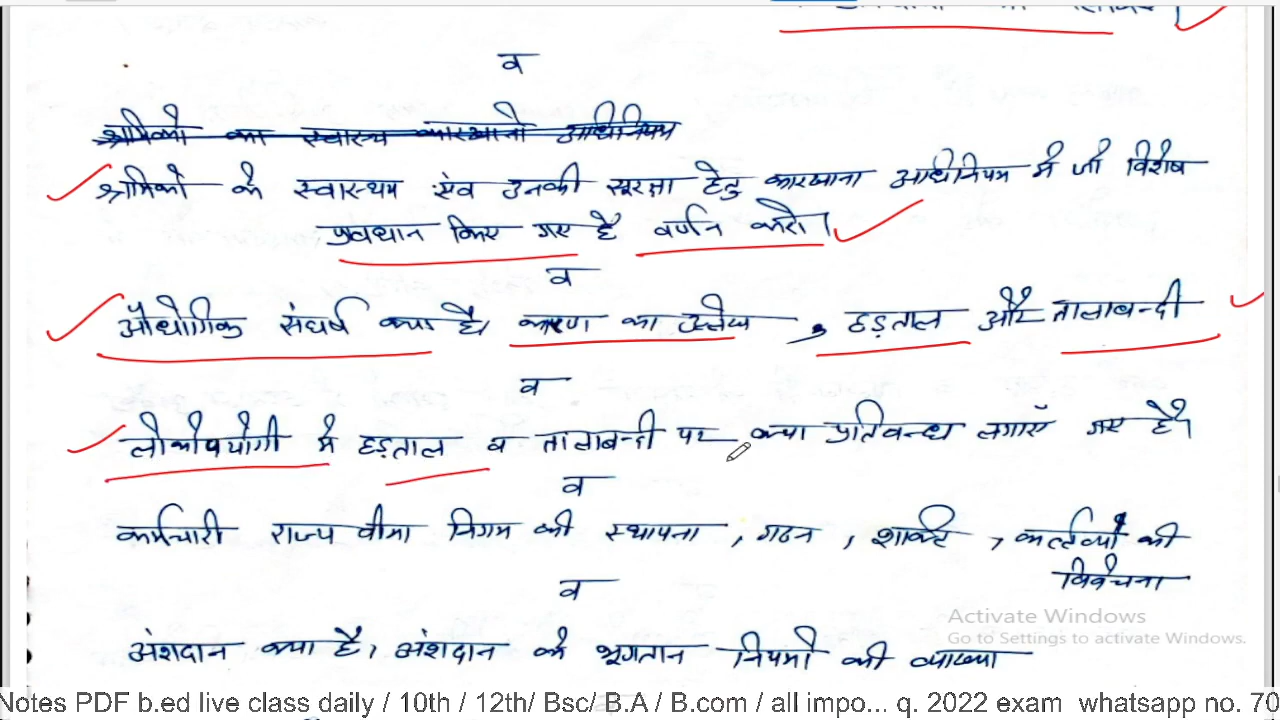 व
श्रमिको का स्वास्थ्य कारखानो अधिनियम
श्रमिको के स्वास्थय एंव उनकी सूरक्षा हेतु कारखाना अधिनियम मे जो विशेष
प्रवधान किए गए है वर्णन करो।
व
औधोगिक संघर्ष क्या है। कारण का उल्लेख , हड़ताल और तालाबन्दी
व
लोकोपयोगी मे हड़ताल व तालाबन्दी पर क्या प्रतिबन्ध लगाएँ गए है।
व
कर्मचारी राज्य बीमा निगम की स्थापना , गठन , शक्ति , कर्त्तव्यों की
विवेचना
व
Activate Windows
Go to Settings to activate Windows.
अंशदान क्या है। अंशदान के भूगतान नियमो की व्याख्या
Notes PDF b.ed live class daily / 10th / 12th/ Bsc/ B.A / B.com / all impo... q. 2022 exam whatsapp no. 70